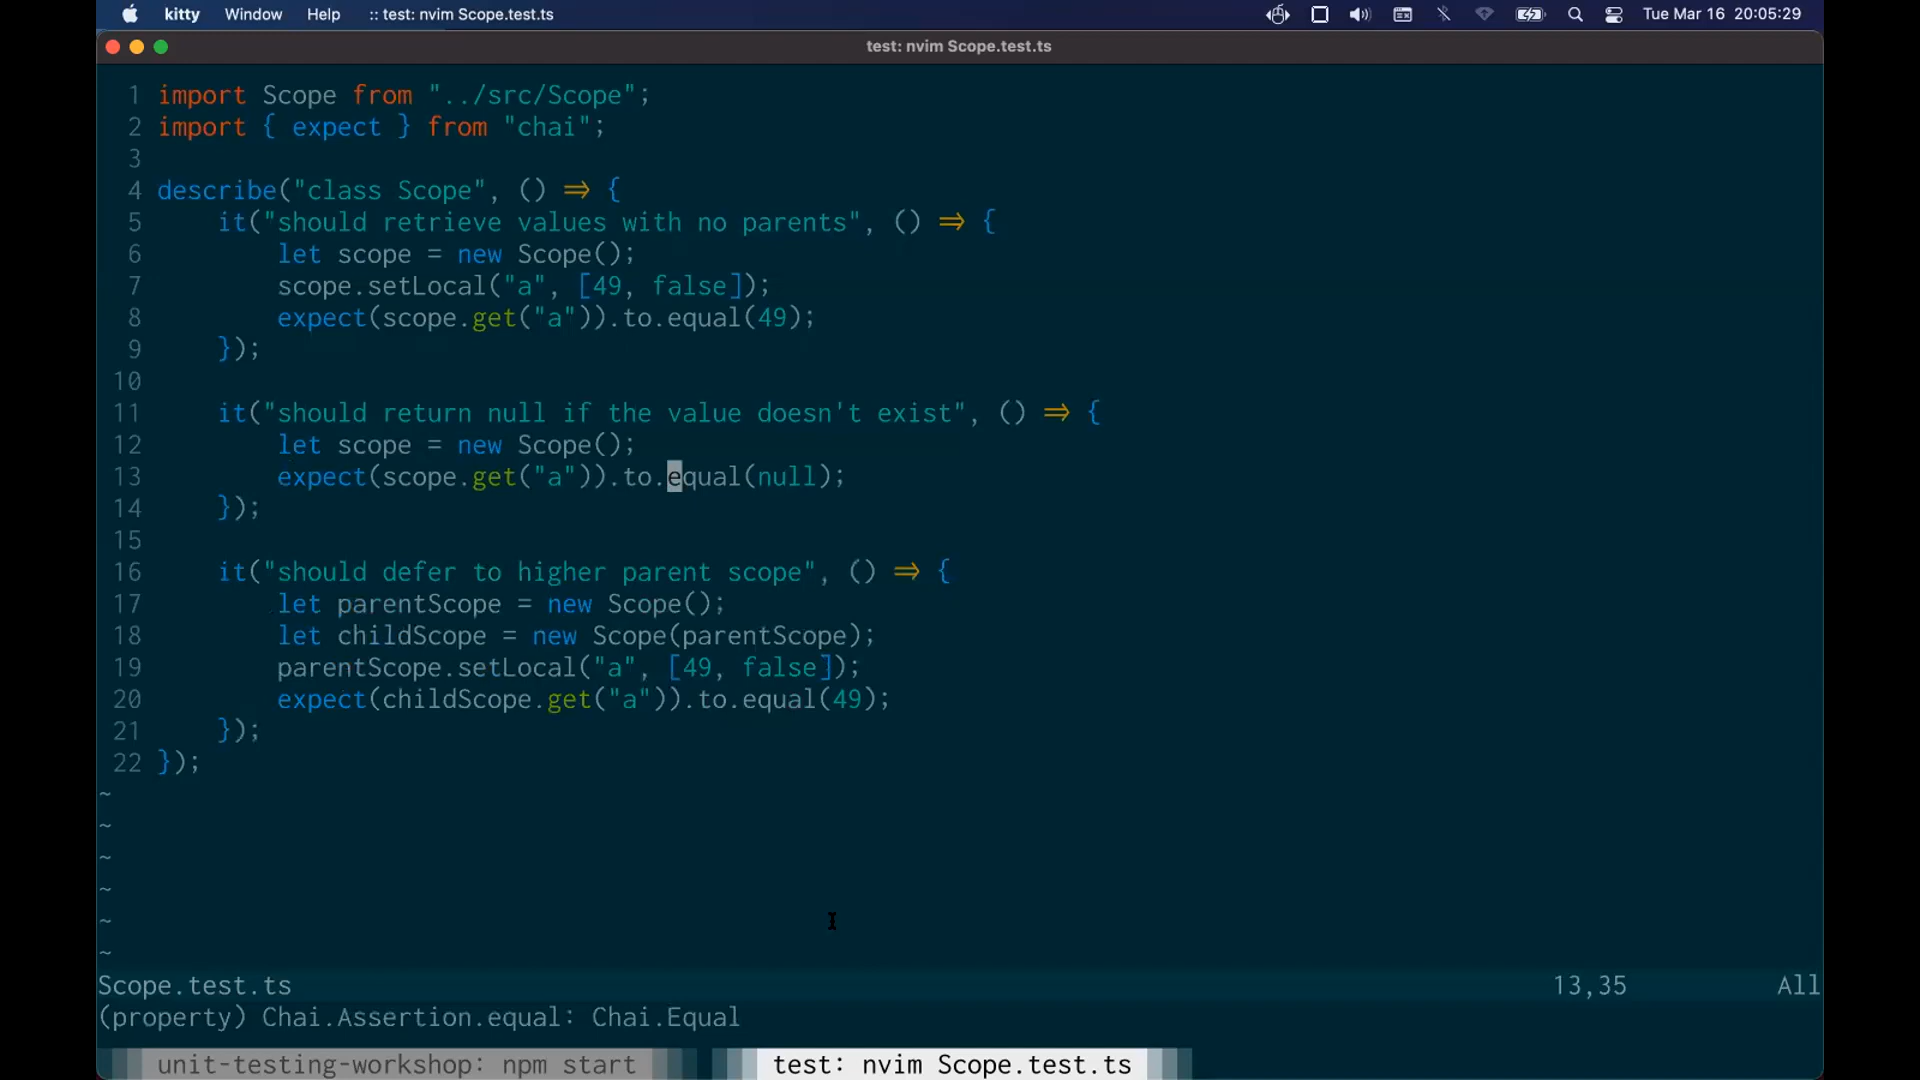 kitty Window Help :: test: nvim Scope.test.ts Tue Mar 16 20:05:29
test: nvim Scope.test.ts
1 import Scope from "../src/Scope";
2 import { expect } from "chai";
3
4 describe("class Scope", () => {
5     it("should retrieve values with no parents", () => {
6         let scope = new Scope();
7         scope.setLocal("a", [49, false]);
8         expect(scope.get("a")).to.equal(49);
9     });
10
11     it("should return null if the value doesn't exist", () => {
12         let scope = new Scope();
13         expect(scope.get("a")).to.equal(null);
14     });
15
16     it("should defer to higher parent scope", () => {
17         let parentScope = new Scope();
18         let childScope = new Scope(parentScope);
19         parentScope.setLocal("a", [49, false]);
20         expect(childScope.get("a")).to.equal(49);
21     });
22 });
~
~
~
~
~
~
Scope.test.ts 13,35 All
(property) Chai.Assertion.equal: Chai.Equal
unit-testing-workshop: npm start test: nvim Scope.test.ts